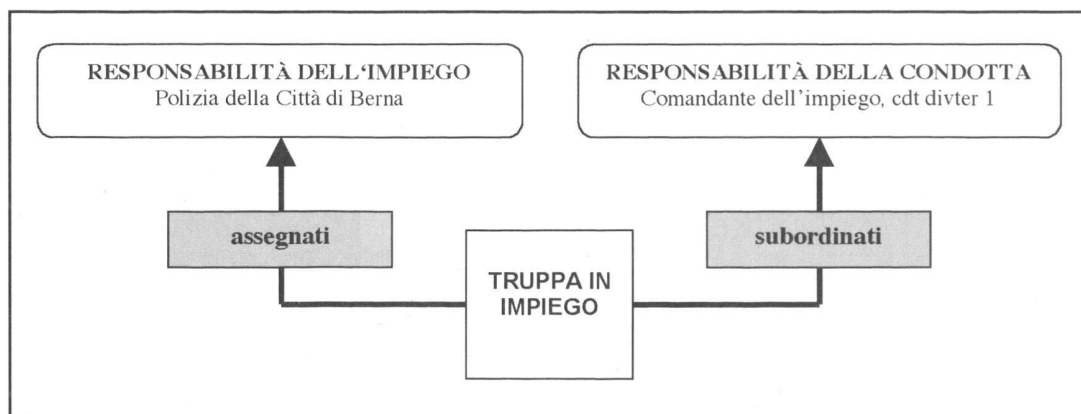 RESPONSABILITÀ DELL‘IMPIEGO
Polizia della Città di Berna
RESPONSABILITÀ DELLA CONDOTTA
Comandante dell’impiego, cdt divter 1
assegnati
subordinati
TRUPPA IN
IMPIEGO